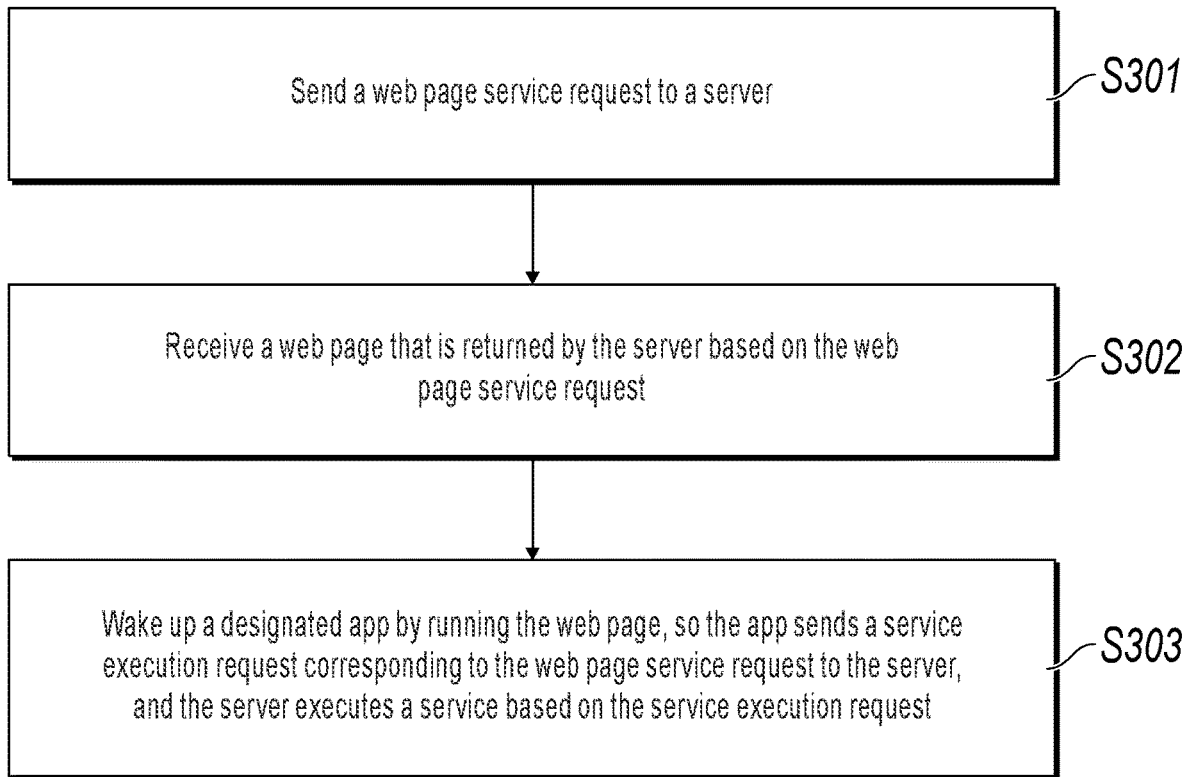 Send a web page service request to a server
S301
Receive a web page that is returned by the server based on the web
page service request
S302
Wake up a designated app by running the web page, so the app sends a service
execution request corresponding to the web page service request to the server,
and the server executes a service based on the service execution request
S303